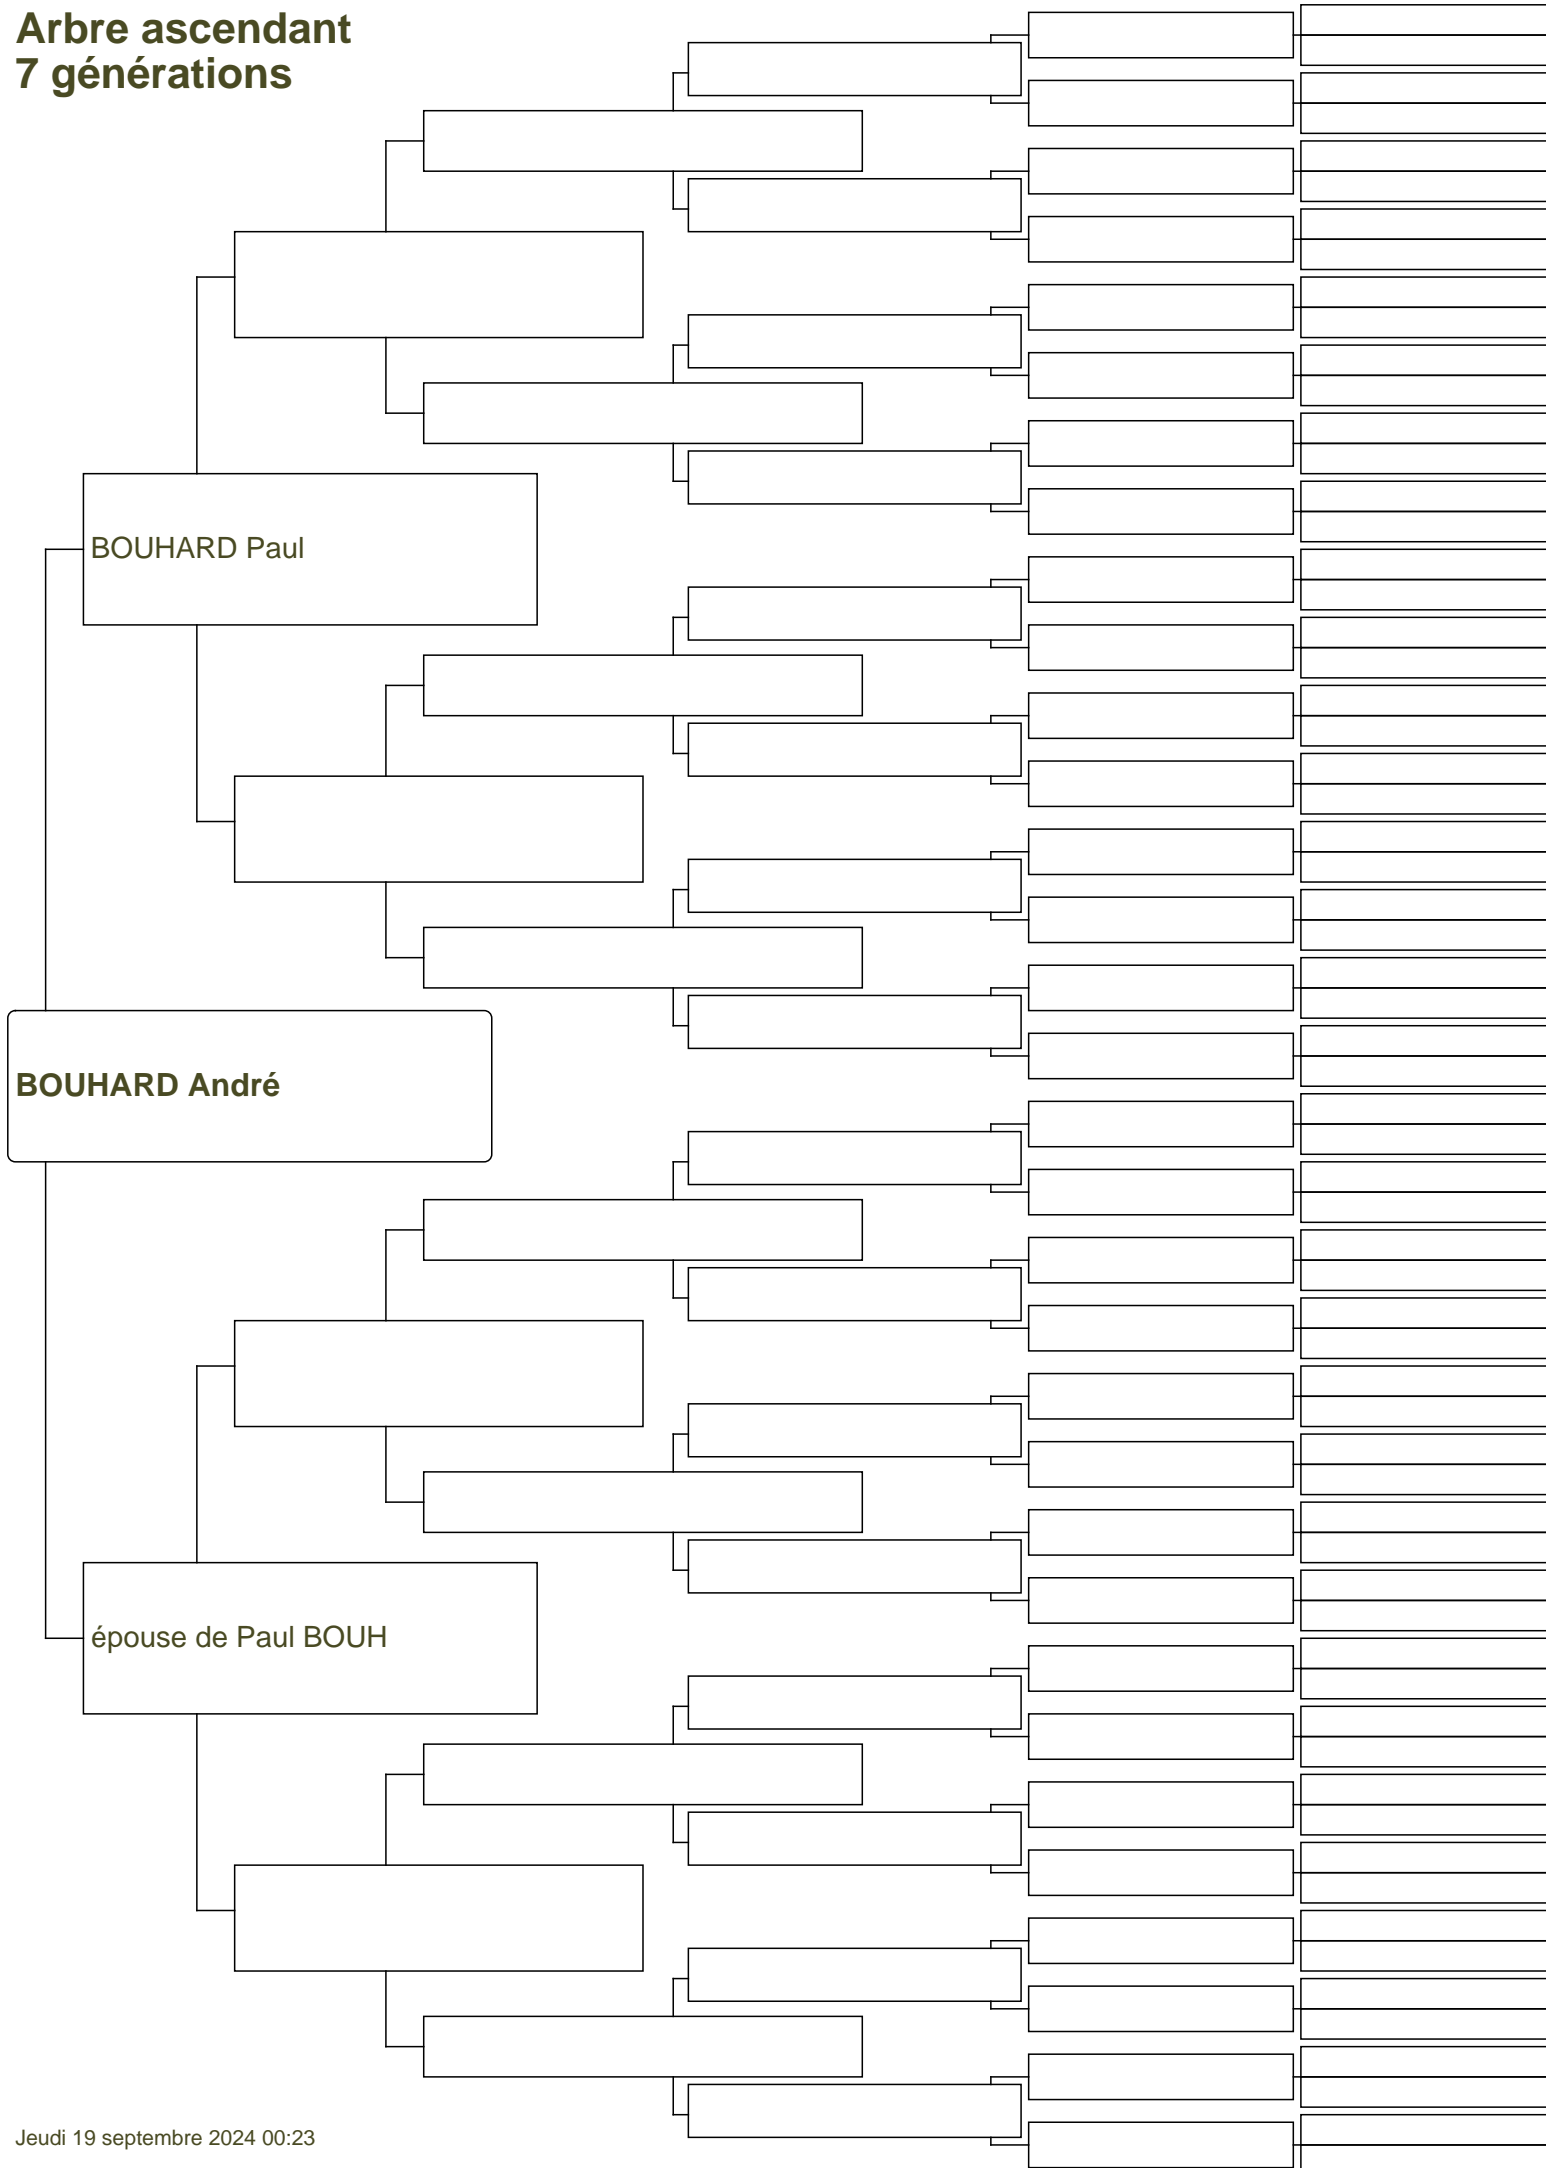 Arbre ascendant
7 générations
BOUHARD Paul
BOUHARD André
épouse de Paul BOUH
Jeudi 19 septembre 2024 00:23